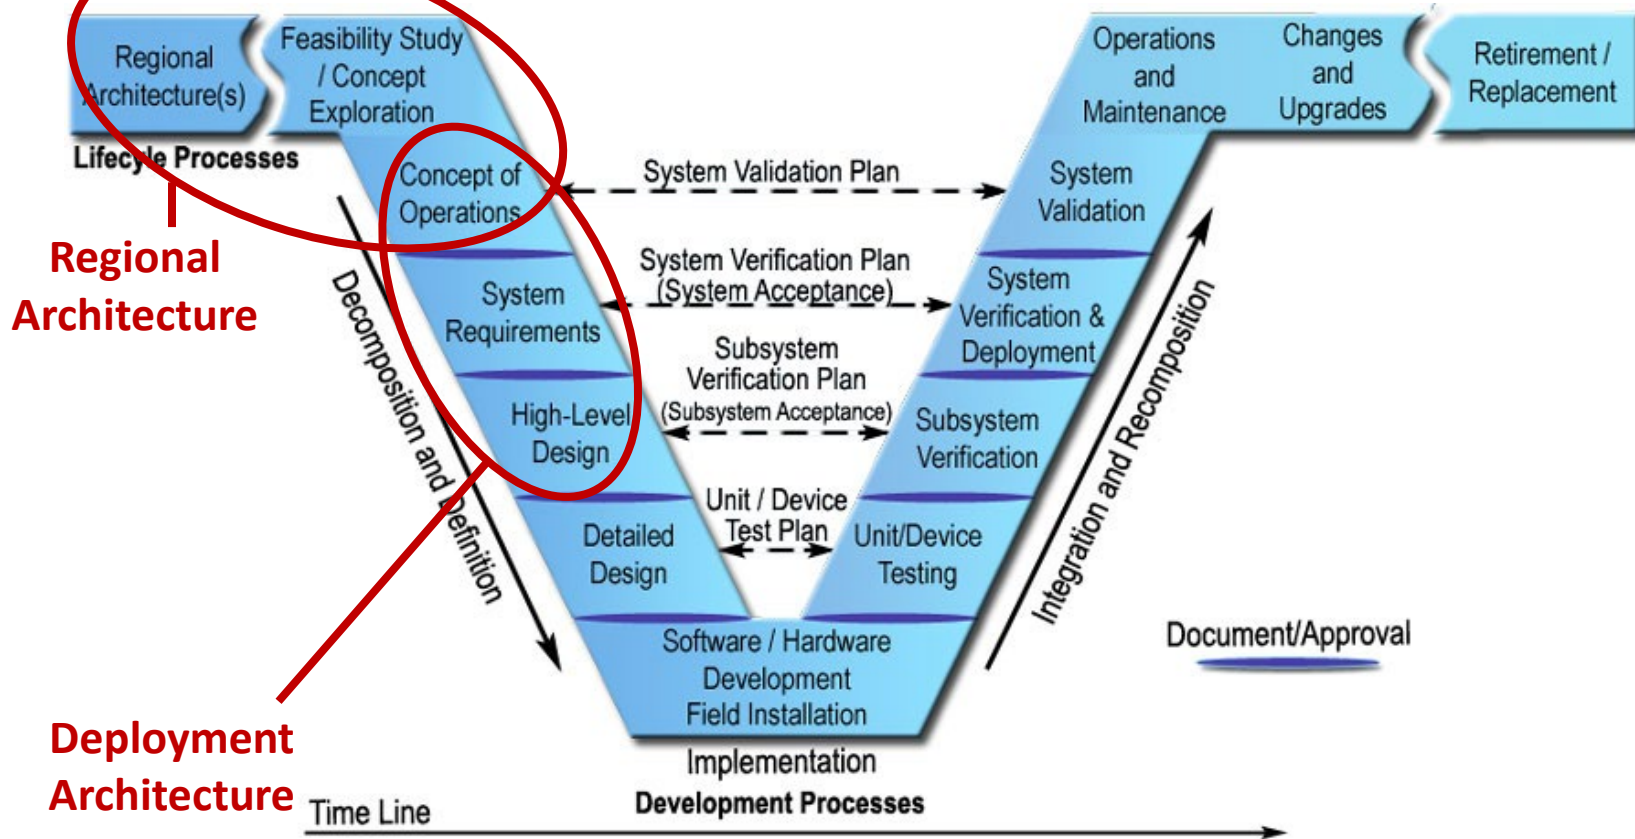 Regional
Architecture(s)
Feasibility Study
/ Concept
Exploration
Operations
and
Maintenance
Changes
and
Upgrades
Retirement /
Replacement
Lifecyle Processes
Concept of
Operations
System Validation Plan
System
Validation
Regional
Architecture
System
Requirements
System Verification Plan
(System Acceptance)
System
Verification &
Deployment
Decomposition and Definition
High-Level
Design
Subsystem
Verification Plan
(Subsystem Acceptance)
Subsystem
Verification
Integration and Recomposition
Detailed
Design
Unit / Device
Test Plan
Unit/Device
Testing
Software / Hardware
Development
Field Installation
Document/Approval
Deployment
Architecture
Implementation
Development Processes
Time Line